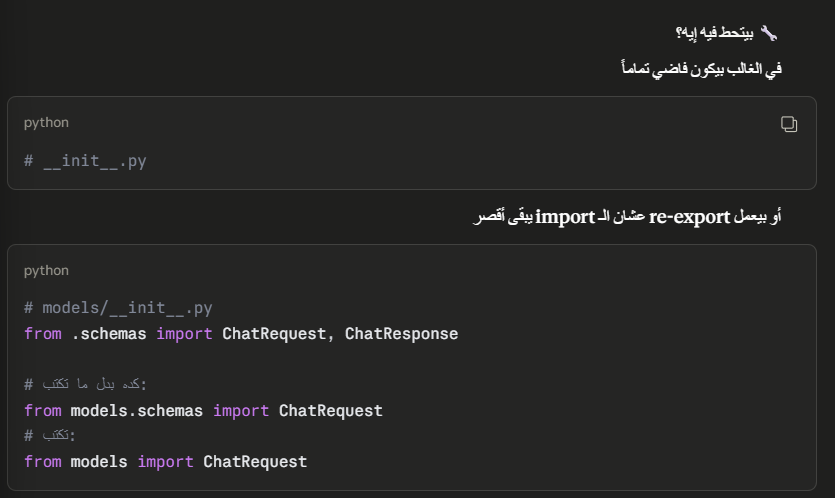 🔧 بيتحط فيه إيه؟
في الغالب بيكون فاضي تماماً
python
# __init__.py
أو بيعمل re-export عشان الـ import يبقى أقصر
python
# models/__init__.py
from .schemas import ChatRequest, ChatResponse
# كده بدل ما تكتب:
from models.schemas import ChatRequest
# تكتب:
from models import ChatRequest